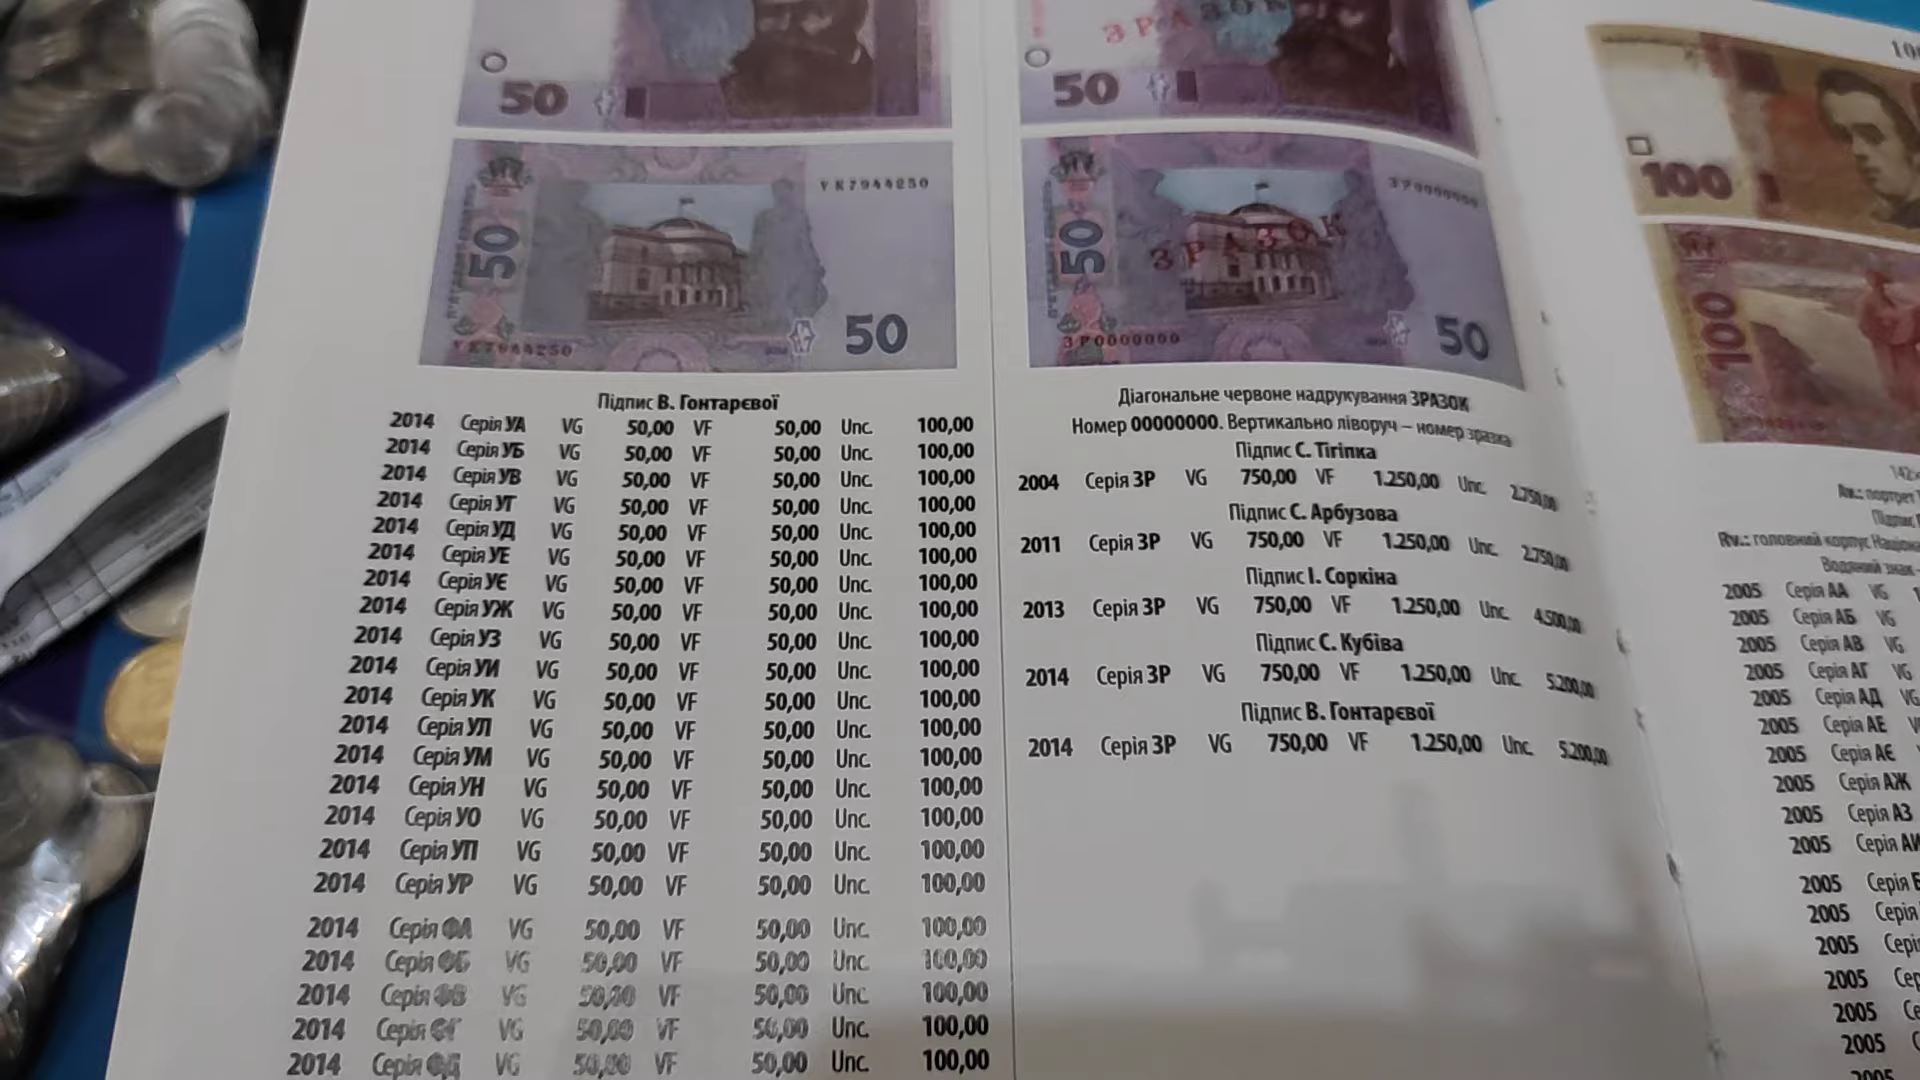 50
50
УК7944250
50
УК7944250
50
Підпис В. Гонтарєвої
2014 Серія УА VG 50,00 VF 50,00 Unc. 100,00
2014 Серія УБ VG 50,00 VF 50,00 Unc. 100,00
2014 Серія УВ VG 50,00 VF 50,00 Unc. 100,00
2014 Серія УГ VG 50,00 VF 50,00 Unc. 100,00
2014 Серія УД VG 50,00 VF 50,00 Unc. 100,00
2014 Серія УЕ VG 50,00 VF 50,00 Unc. 100,00
2014 Серія УЄ VG 50,00 VF 50,00 Unc. 100,00
2014 Серія УЖ VG 50,00 VF 50,00 Unc. 100,00
2014 Серія УЗ VG 50,00 VF 50,00 Unc. 100,00
2014 Серія УИ VG 50,00 VF 50,00 Unc. 100,00
2014 Серія УК VG 50,00 VF 50,00 Unc. 100,00
2014 Серія УЛ VG 50,00 VF 50,00 Unc. 100,00
2014 Серія УМ VG 50,00 VF 50,00 Unc. 100,00
2014 Серія УН VG 50,00 VF 50,00 Unc. 100,00
2014 Серія УО VG 50,00 VF 50,00 Unc. 100,00
2014 Серія УП VG 50,00 VF 50,00 Unc. 100,00
2014 Серія УР VG 50,00 VF 50,00 Unc. 100,00
2014 Серія ФА VG 50,00 VF 50,00 Unc. 100,00
2014 Серія ФБ VG 50,00 VF 50,00 Unc. 100,00
2014 Серія ФВ VG 50,00 VF 50,00 Unc. 100,00
2014 Серія ФГ VG 50,00 VF 50,00 Unc. 100,00
2014 Серія ФД VG 50,00 VF 50,00 Unc. 100,00
ЗРАЗОК
50
50
ЗР0000000
ЗРАЗОК
ЗР0000000
50
Діагональне червоне надрукування ЗРАЗОК
Номер 00000000. Вертикально ліворуч – номер зразка
Підпис С. Тігіпка
2004 Серія ЗР VG 750,00 VF 1.250,00 Unc. 2.750,00
Підпис С. Арбузова
2011 Серія ЗР VG 750,00 VF 1.250,00 Unc. 2.750,00
Підпис І. Соркіна
2013 Серія ЗР VG 750,00 VF 1.250,00 Unc. 4.500,00
Підпис С. Кубіва
2014 Серія ЗР VG 750,00 VF 1.250,00 Unc. 5.200,00
Підпис В. Гонтарєвої
2014 Серія ЗР VG 750,00 VF 1.250,00 Unc. 5.200,00
100
100
Ав.: портрет
Rv.: головний корпус
Водяний знак –
2005 Серія АА VG
2005 Серія АБ VG
2005 Серія АВ VG
2005 Серія АГ VG
2005 Серія АД VG
2005 Серія АЕ
2005 Серія АЄ
2005 Серія АЖ
2005 Серія АЗ
2005 Серія АИ
2005 Серія
2005 Серія
2005
2005
2005
2005
2005